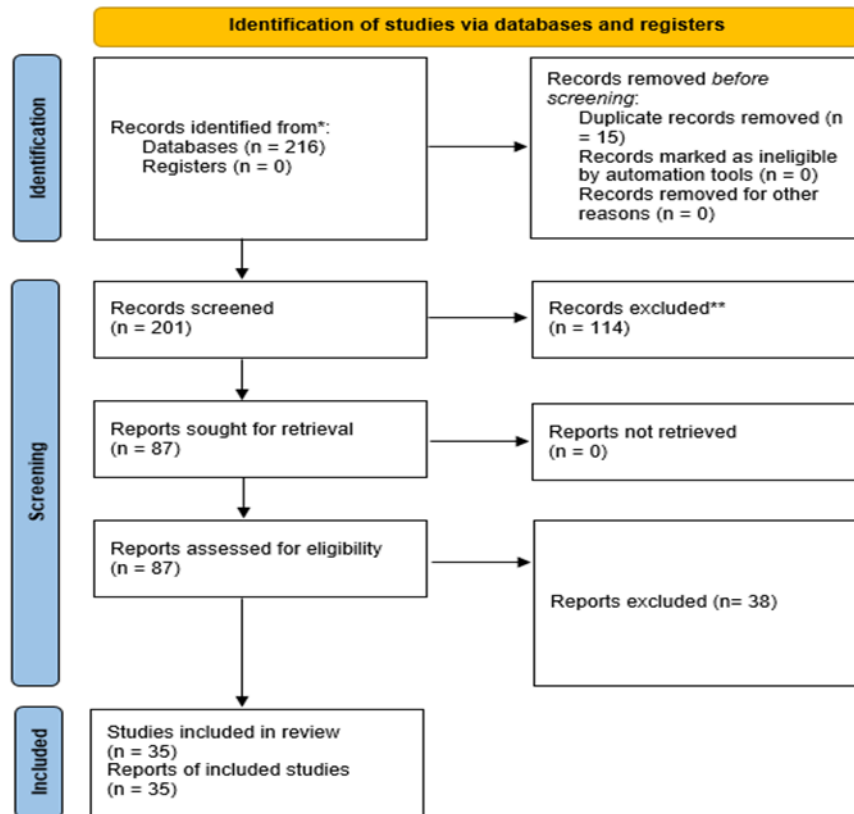 Identification of studies via databases and registers
Identification
Records identified from*:
Databases (n = 216)
Registers (n = 0)
Records removed before
screening:
Duplicate records removed (n
= 15)
Records marked as ineligible
by automation tools (n = 0)
Records removed for other
reasons (n = 0)
Screening
Records screened
(n = 201)
Records excluded**
(n = 114)
Reports sought for retrieval
(n = 87)
Reports not retrieved
(n = 0)
Reports assessed for eligibility
(n = 87)
Reports excluded (n= 38)
Included
Studies included in review
(n = 35)
Reports of included studies
(n = 35)